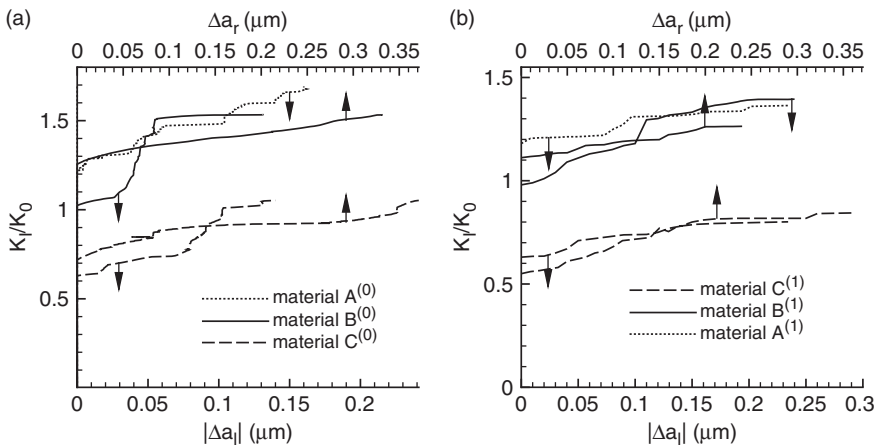 (a)
Δa_r (μm)
0 0.05 0.1 0.15 0.2 0.25 0.3 0.35
K_I/K_0
1.5
1
0.5
0
material A^(0)
material B^(0)
material C^(0)
0 0.05 0.1 0.15 0.2
|Δa_l| (μm)
(b)
Δa_r (μm)
0 0.05 0.1 0.15 0.2 0.25 0.3 0.35
K_I/K_0
1.5
1
0.5
0
material C^(1)
material B^(1)
material A^(1)
0 0.05 0.1 0.15 0.2 0.25 0.3
|Δa_l| (μm)